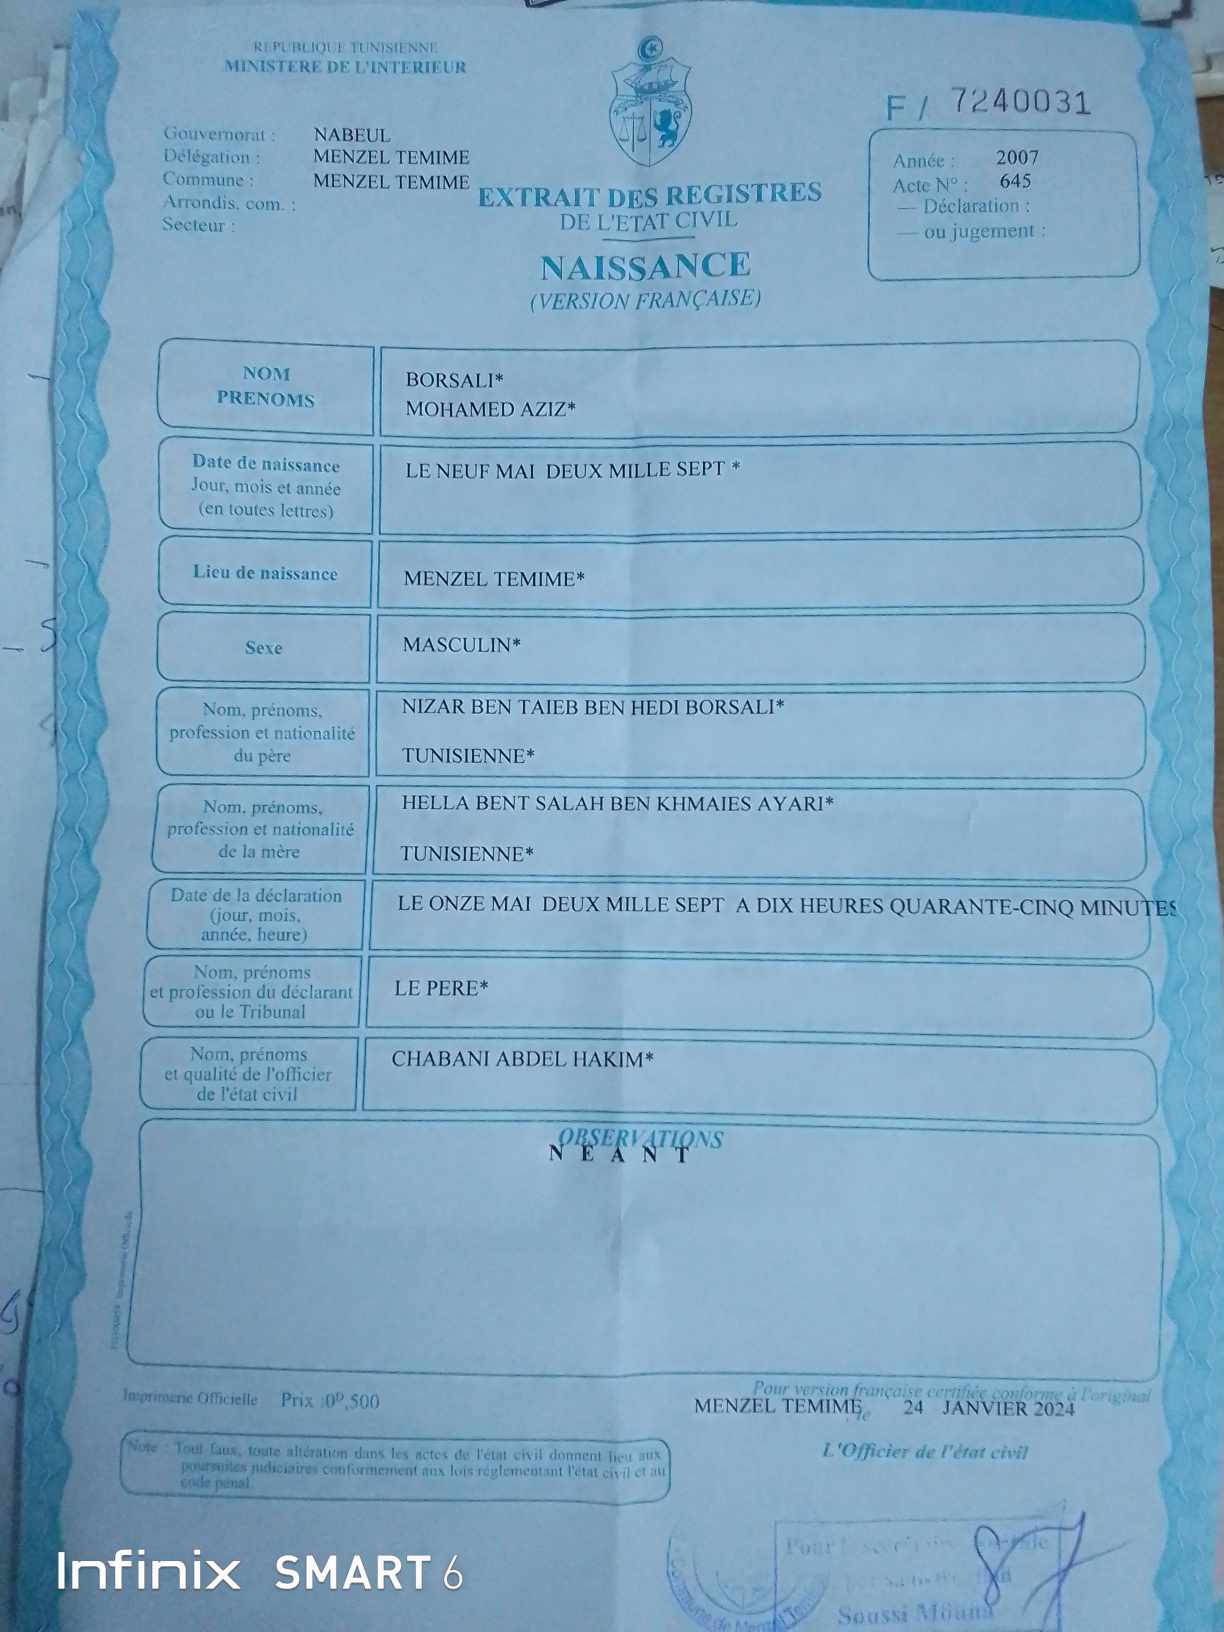 REPUBLIQUE TUNISIENNE
MINISTERE DE L'INTERIEUR
F / 7240031
Gouvernorat : NABEUL
Délégation : MENZEL TEMIME
Commune : MENZEL TEMIME
Arrondis. com. :
Secteur :
Année : 2007
Acte N° : 645
— Déclaration :
— ou jugement :
EXTRAIT DES REGISTRES
DE L'ETAT CIVIL
NAISSANCE
(VERSION FRANÇAISE)
NOM
PRENOMS
BORSALI*
MOHAMED AZIZ*
Date de naissance
Jour, mois et année
(en toutes lettres)
LE NEUF MAI DEUX MILLE SEPT *
Lieu de naissance
MENZEL TEMIME*
Sexe
MASCULIN*
Nom, prénoms,
profession et nationalité
du père
NIZAR BEN TAIEB BEN HEDI BORSALI*
TUNISIENNE*
Nom, prénoms,
profession et nationalité
de la mère
HELLA BENT SALAH BEN KHMAIES AYARI*
TUNISIENNE*
Date de la déclaration
(jour, mois,
année, heure)
LE ONZE MAI DEUX MILLE SEPT A DIX HEURES QUARANTE-CINQ MINUTES
Nom, prénoms
et profession du déclarant
ou le Tribunal
LE PERE*
Nom, prénoms
et qualité de l'officier
de l'état civil
CHABANI ABDEL HAKIM*
OBSERVATIONS
N E A N T
Imprimerie Officielle Prix :0ᴰ,500
Pour version française certifiée conforme à l'original
MENZEL TEMIME, le 24 JANVIER 2024
L'Officier de l'état civil
Note : Tout faux, toute altération dans les actes de l'état civil donnent lieu aux
poursuites judiciaires conformement aux lois réglementant l'état civil et au
code pénal.
Commune de Menzel Temime
Pour
Soussi Mouna
Infinix SMART 6